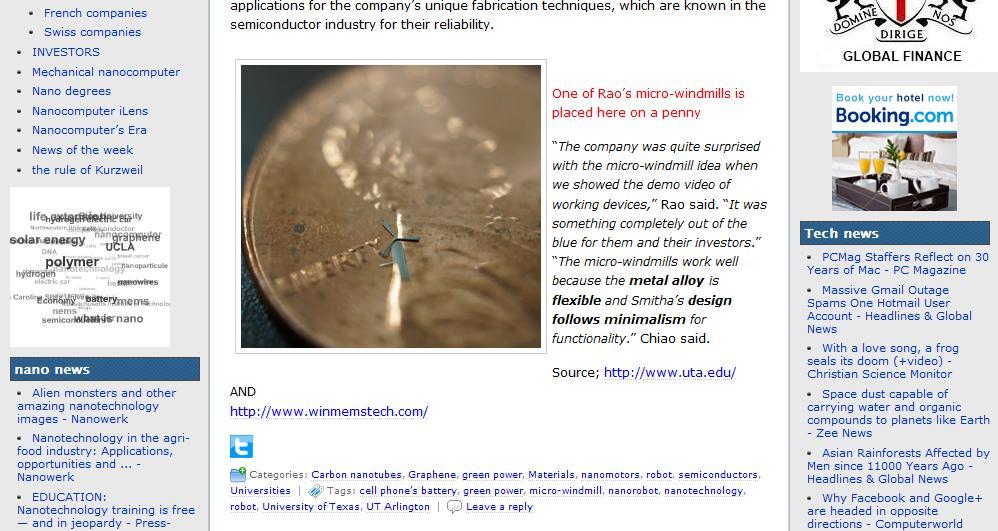 French companies
Swiss companies
INVESTORS
Mechanical nanocomputer
Nano degrees
Nanocomputer iLens
Nanocomputer's Era
News of the week
the rule of Kurzweil
solar energy
graphene
UCLA
polymer
hydrogen
nanowires
battery
Economy
mems
nems
nano
nano news
Alien monsters and other
amazing nanotechnology
images - Nanowerk
Nanotechnology in the agri-
food industry: Applications,
opportunities and ... -
Nanowerk
EDUCATION:
Nanotechnology training is free
— and in jeopardy - Press-
applications for the company's unique fabrication techniques, which are known in the
semiconductor industry for their reliability.
One of Rao's micro-windmills is
placed here on a penny
“The company was quite surprised
with the micro-windmill idea when
we showed the demo video of
working devices,” Rao said. “It was
something completely out of the
blue for them and their investors.”
“The micro-windmills work well
because the metal alloy is
flexible and Smitha’s design
follows minimalism for
functionality.” Chiao said.
Source; http://www.uta.edu/
AND
http://www.winmemstech.com/
Categories: Carbon nanotubes, Graphene, green power, Materials, nanomotors, robot, semiconductors,
Universities | Tags: cell phone's battery, green power, micro-windmill, nanorobot, nanotechnology,
robot, University of Texas, UT Arlington | Leave a reply
DOMINE NOS
DIRIGE
GLOBAL FINANCE
Book your hotel now!
Booking.com
Tech news
PCMag Staffers Reflect on 30
Years of Mac - PC Magazine
Massive Gmail Outage
Spams One Hotmail User
Account - Headlines & Global
News
With a love song, a frog
seals its doom (+video) -
Christian Science Monitor
Space dust capable of
carrying water and organic
compounds to planets like Earth
- Zee News
Asian Rainforests Affected by
Men since 11000 Years Ago -
Headlines & Global News
Why Facebook and Google+
are headed in opposite
directions - Computerworld